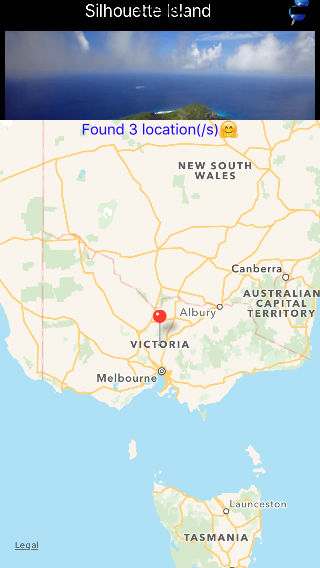 Silhouette Island
Found 3 location(/s)🤗
NEW SOUTH
WALES
Canberra
AUSTRALIAN
CAPITAL
TERRITORY
Albury
VICTORIA
Melbourne
Launceston
TASMANIA
Legal